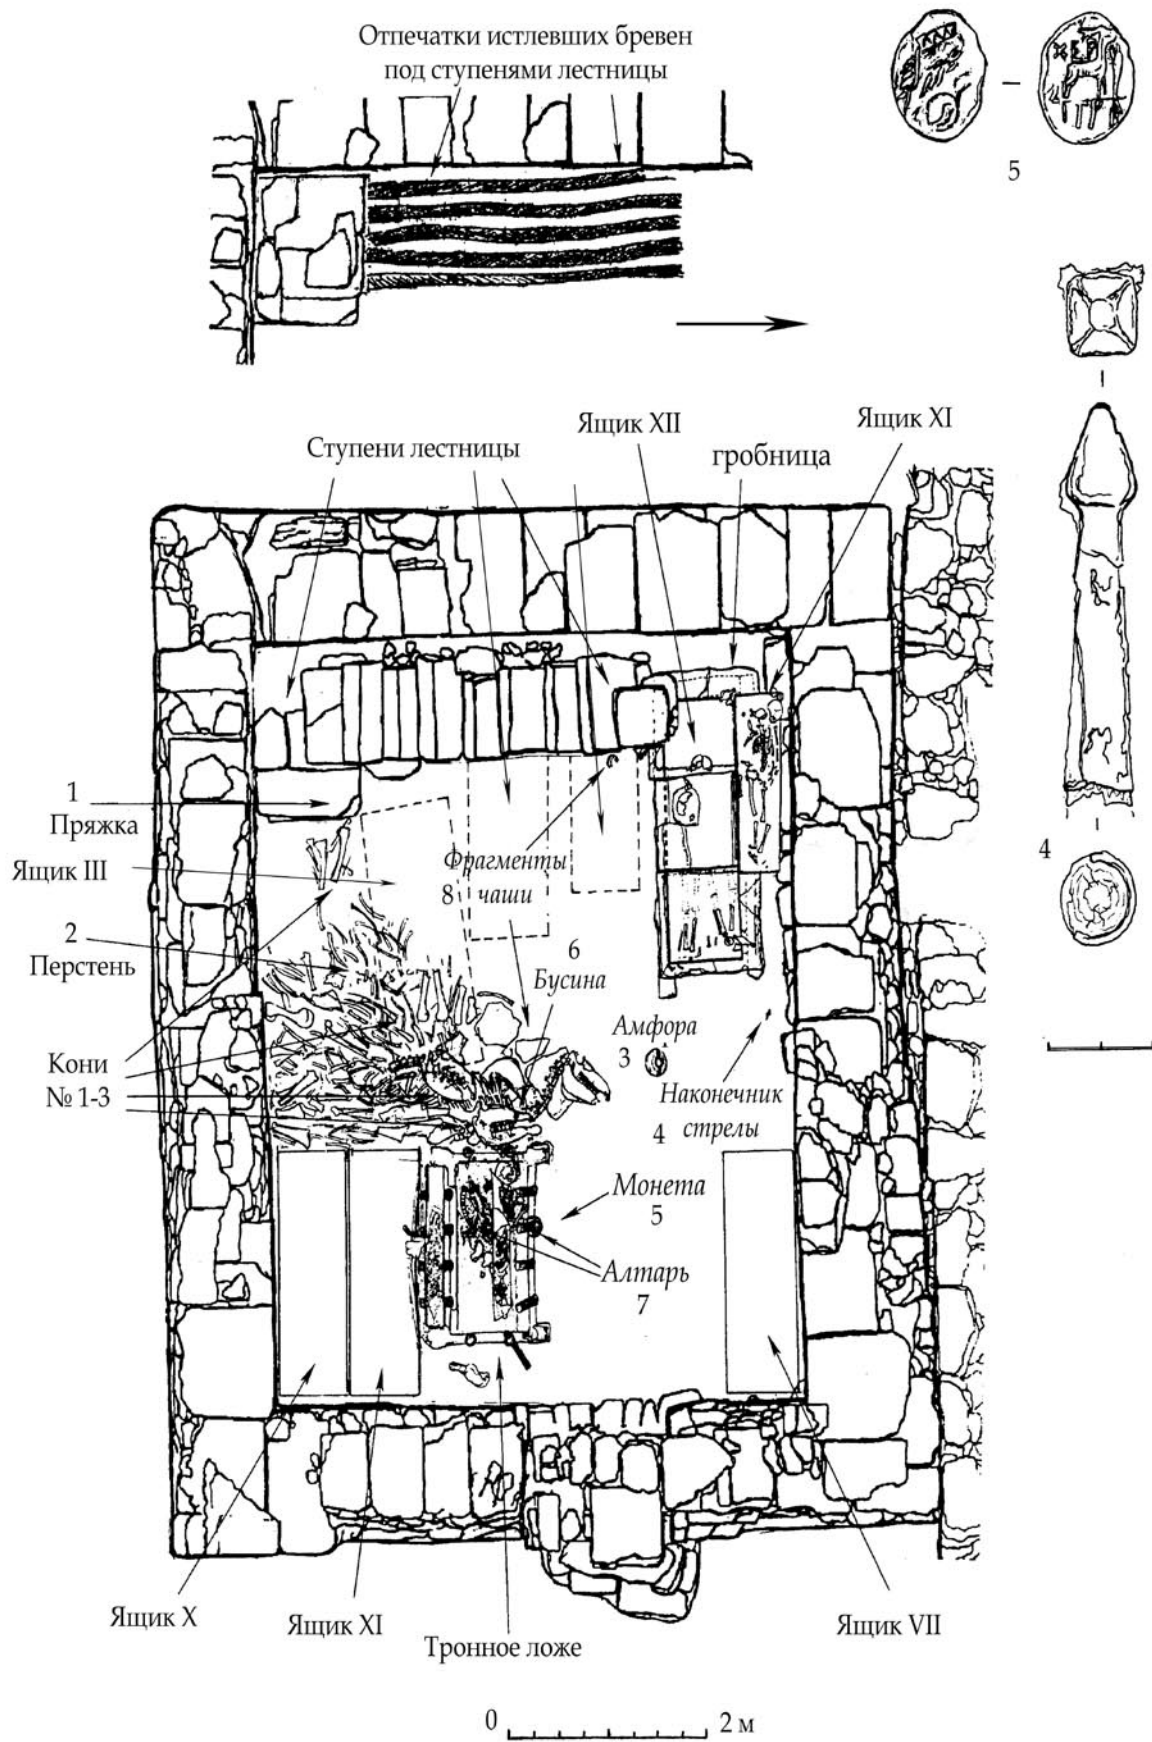 Отпечатки истлевших бревен
под ступенями лестницы
5
Ящик XII
Ящик XI
Ступени лестницы
гробница
1
Пряжка
4
Ящик III
Фрагменты
8 чаши
2
Перстень
6
Бусина
Амфора
3
Кони
№ 1-3
Наконечник
4 стрелы
Монета
5
Алтарь
7
Ящик X
Ящик XI
Тронное ложе
Ящик VII
0 2 м